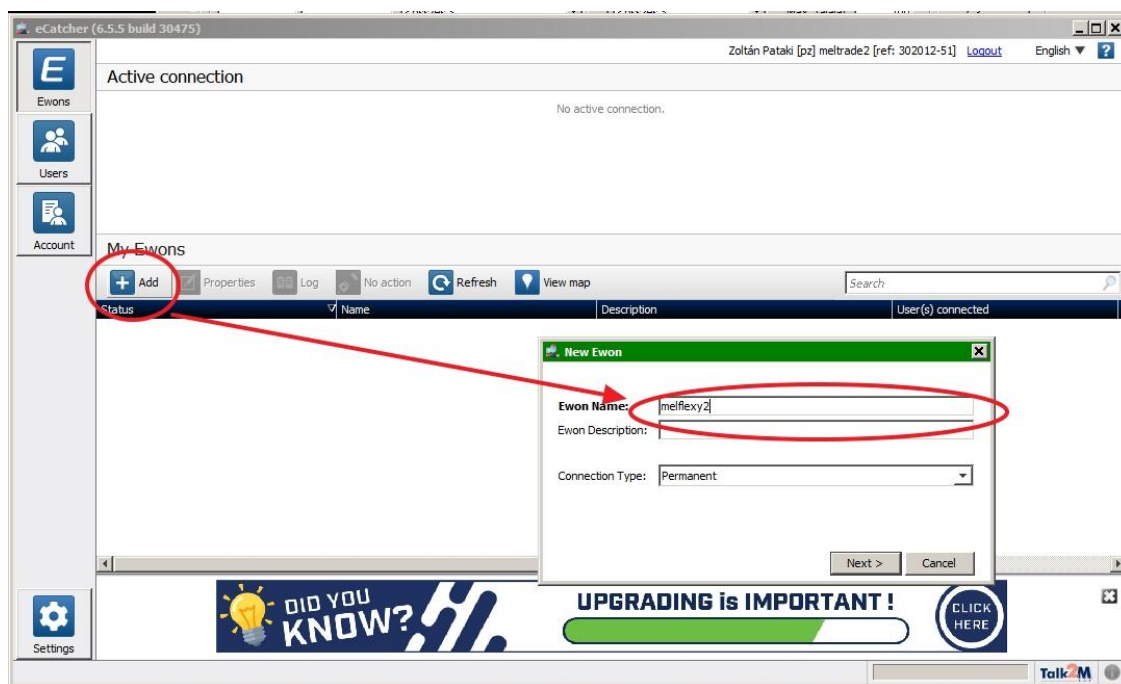 eCatcher (6.5.5 build 30475)
Zoltán Pataki [pz] meltrade2 [ref: 302012-51] Logout English ▼ ?
E
Ewons
Active connection
No active connection.
Users
Account
My Ewons
+ Add Properties Log No action Refresh View map Search
Status Name Description User(s) connected
New Ewon
Ewon Name: melflexy2
Ewon Description:
Connection Type: Permanent
Next > Cancel
DID YOU KNOW?
UPGRADING iS IMPORTANT !
CLICK HERE
Settings
Talk2M